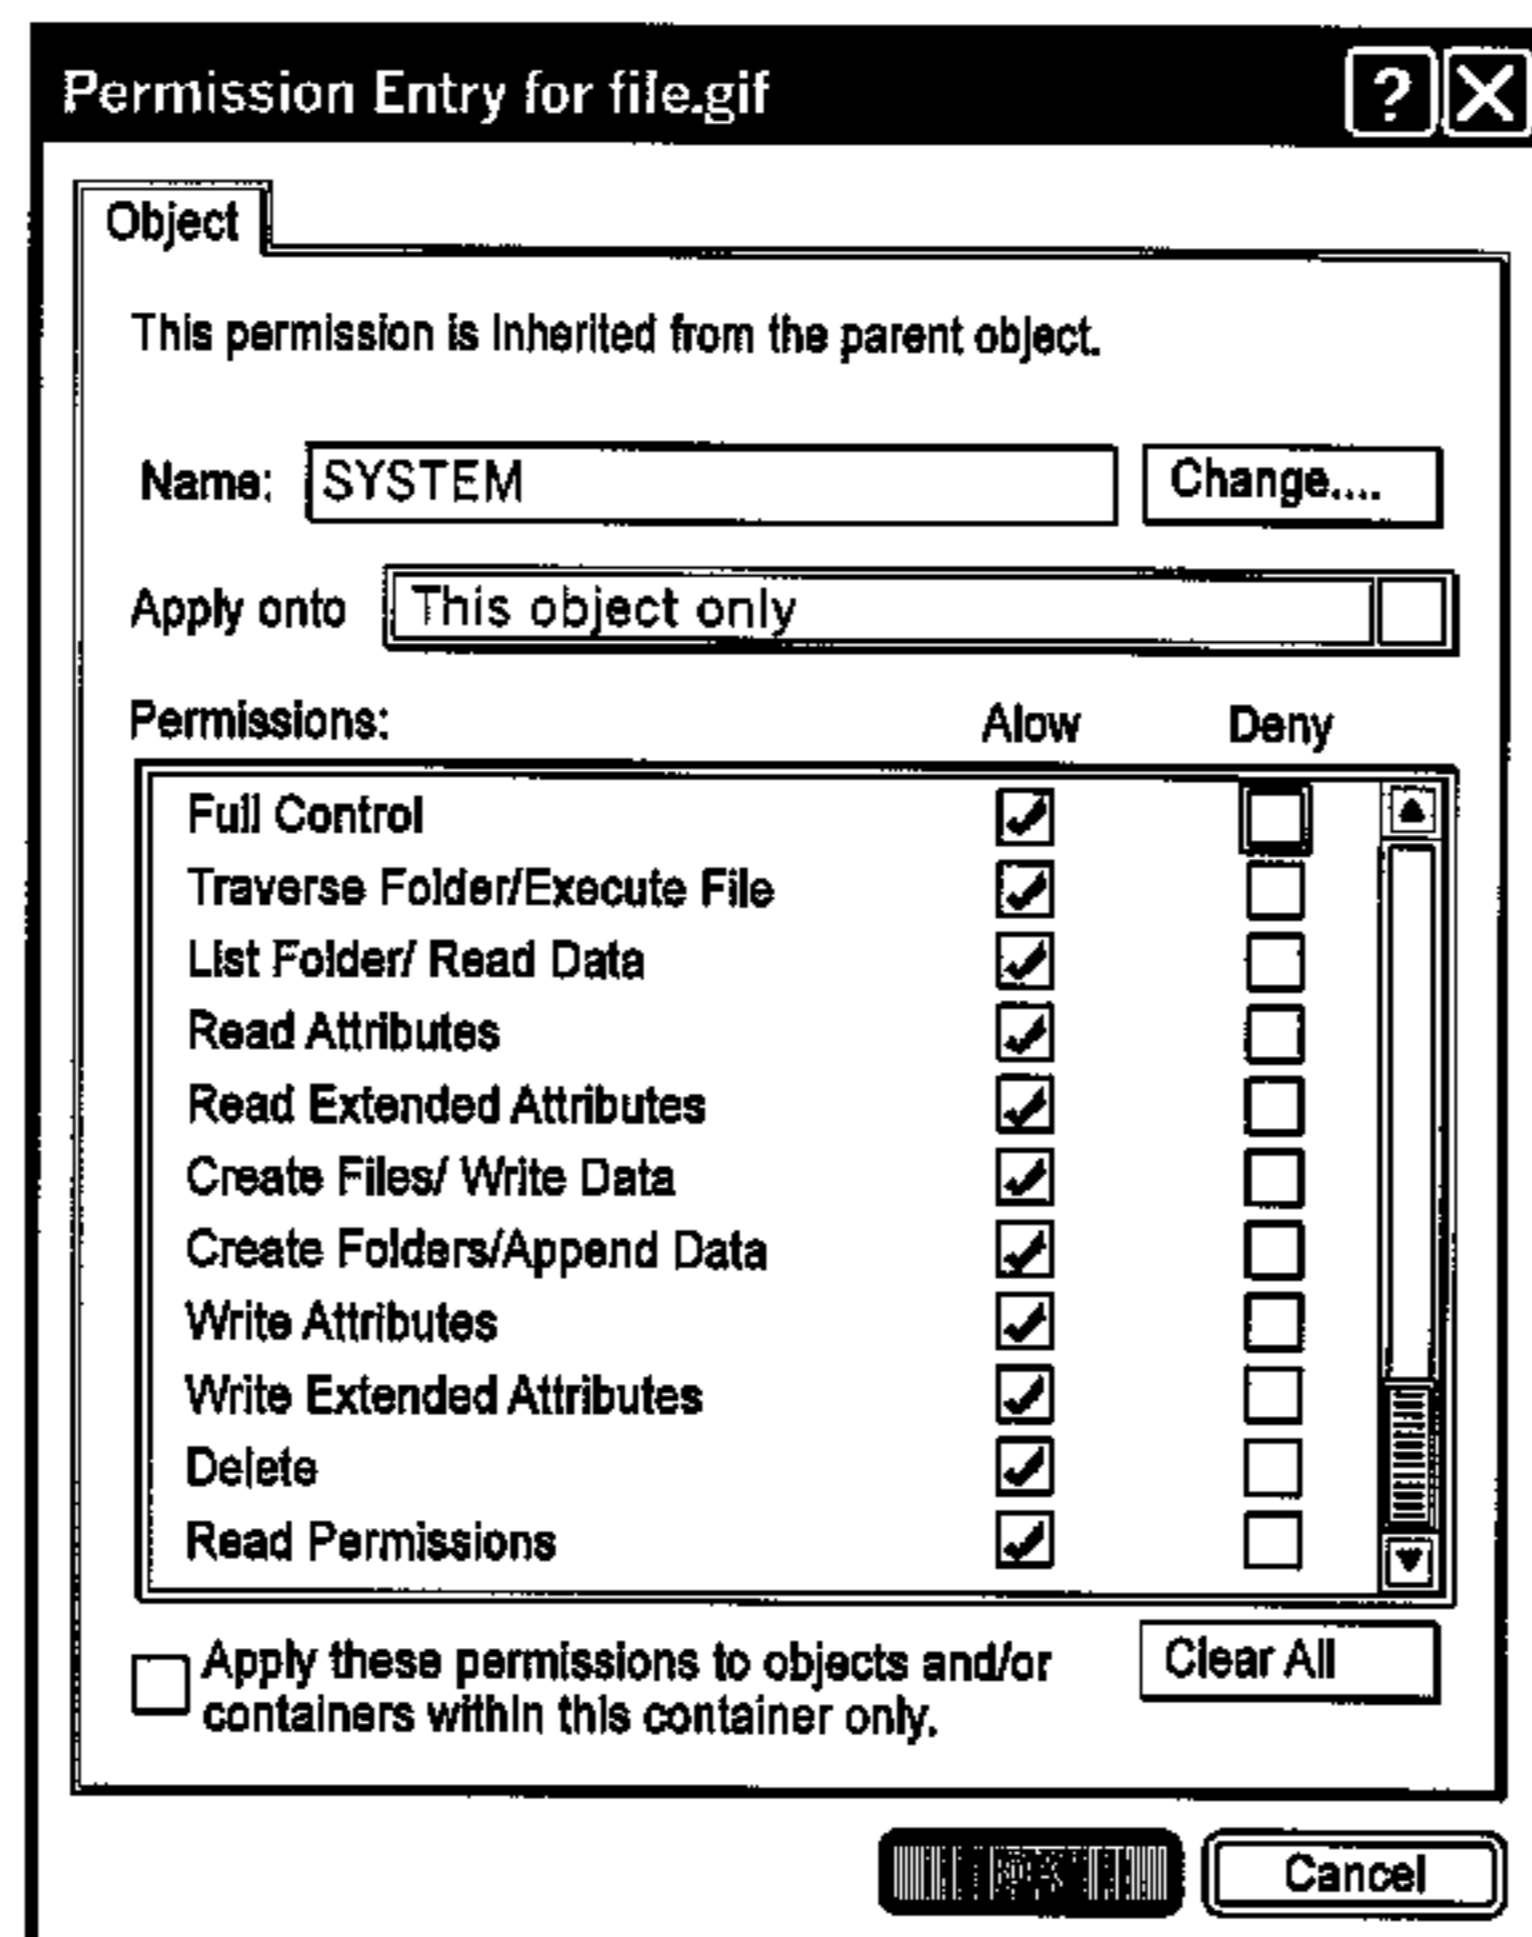 Permission Entry for file.gif
Object
This permission is Inherited from the parent object.
Name: SYSTEM Change....
Apply onto This object only
Permissions: Alow Deny
Full Control
Traverse Folder/Execute File
List Folder/ Read Data
Read Attributes
Read Extended Attributes
Create Files/ Write Data
Create Folders/Append Data
Write Attributes
Write Extended Attributes
Delete
Read Permissions
Apply these permissions to objects and/or
containers within this container only.
Clear All
Cancel